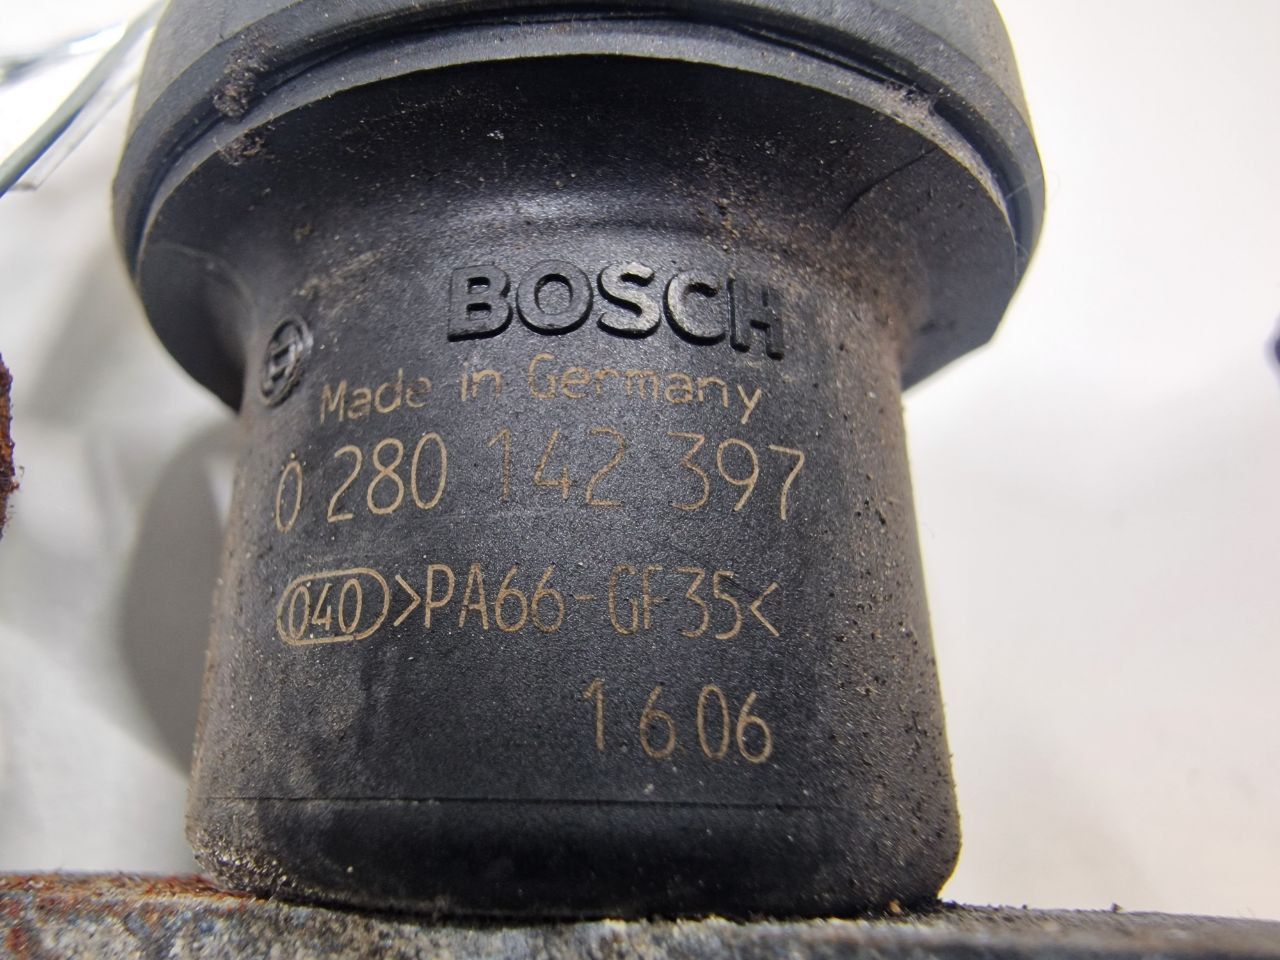 BOSCH
Made in Germany
0 280 142 397
040 >PA66-GF35<
1.6.06